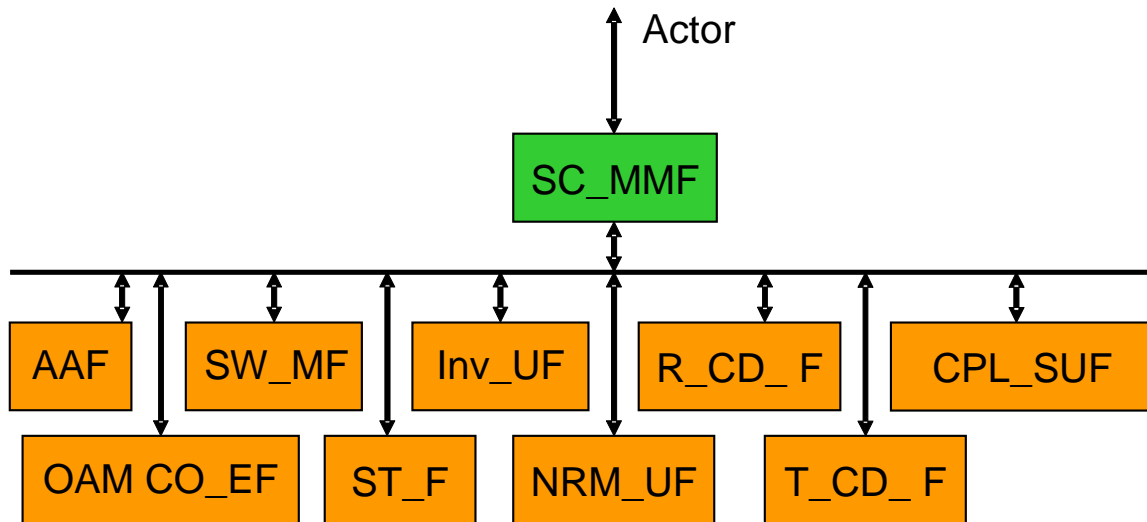 Actor
SC_MMF
AAF
SW_MF
Inv_UF
R_CD_ F
CPL_SUF
OAM CO_EF
ST_F
NRM_UF
T_CD_ F